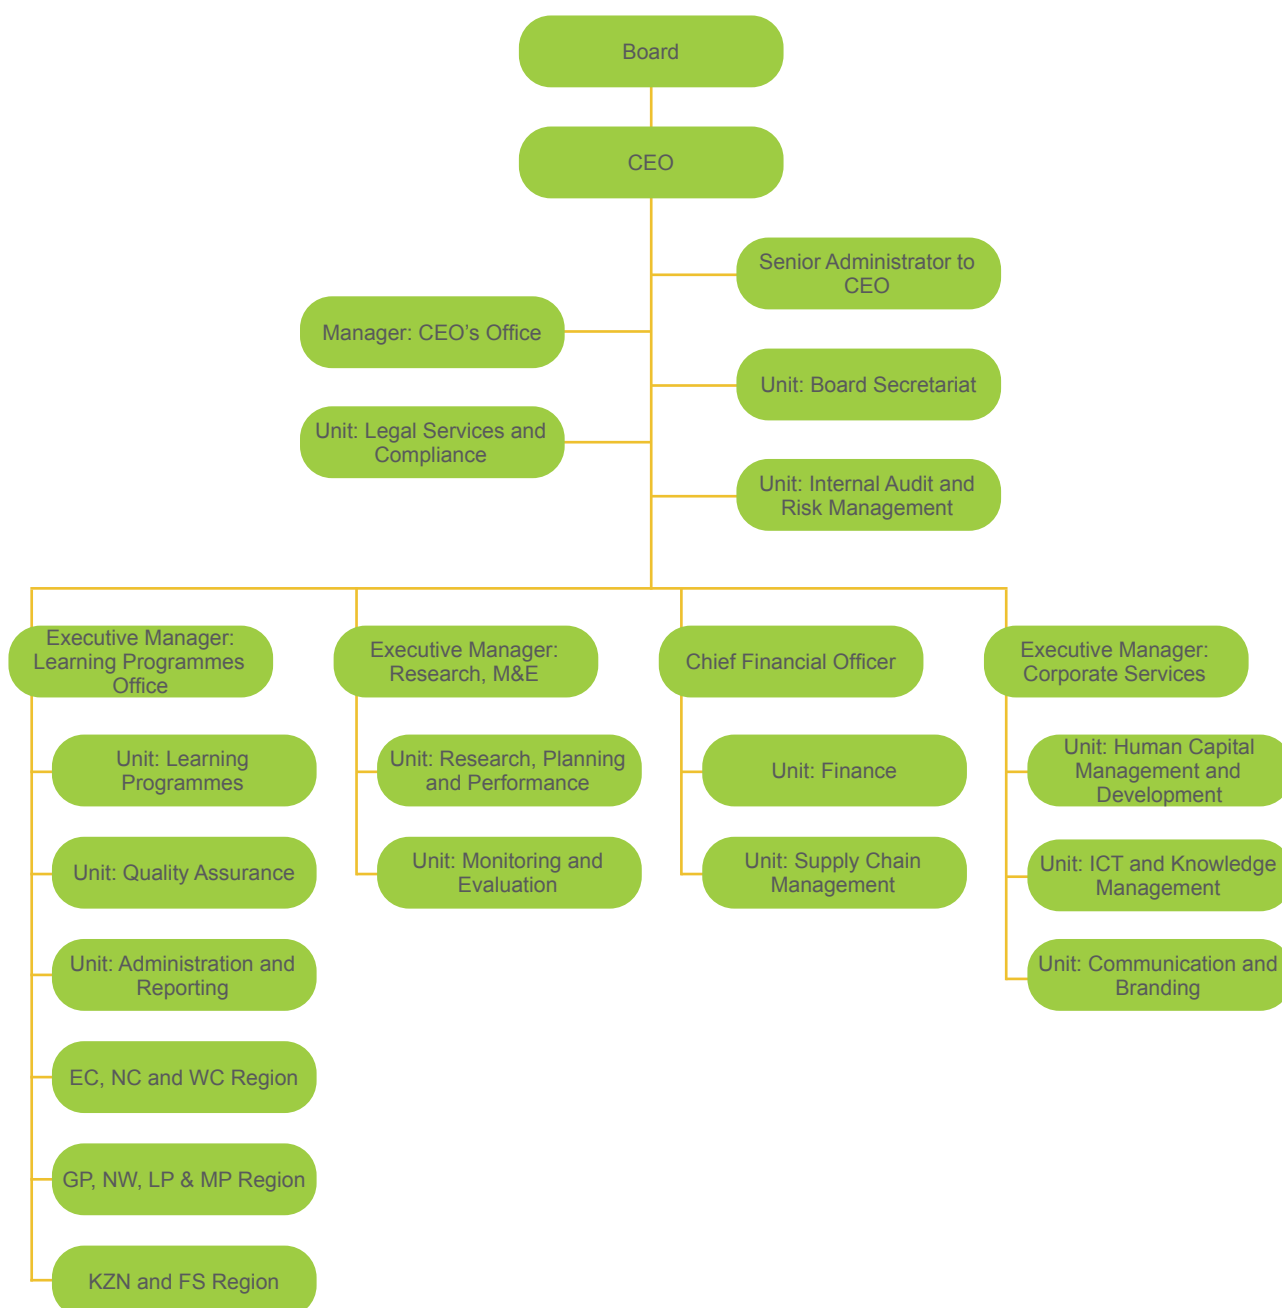 Board
CEO
Senior Administrator to
CEO
Manager: CEO’s Office
Unit: Board Secretariat
Unit: Legal Services and
Compliance
Unit: Internal Audit and
Risk Management
Executive Manager:
Learning Programmes
Office
Executive Manager:
Research, M&E
Chief Financial Officer
Executive Manager:
Corporate Services
Unit: Learning
Programmes
Unit: Quality Assurance
Unit: Administration and
Reporting
EC, NC and WC Region
GP, NW, LP & MP Region
KZN and FS Region
Unit: Research, Planning
and Performance
Unit: Monitoring and
Evaluation
Unit: Finance
Unit: Supply Chain
Management
Unit: Human Capital
Management and
Development
Unit: ICT and Knowledge
Management
Unit: Communication and
Branding